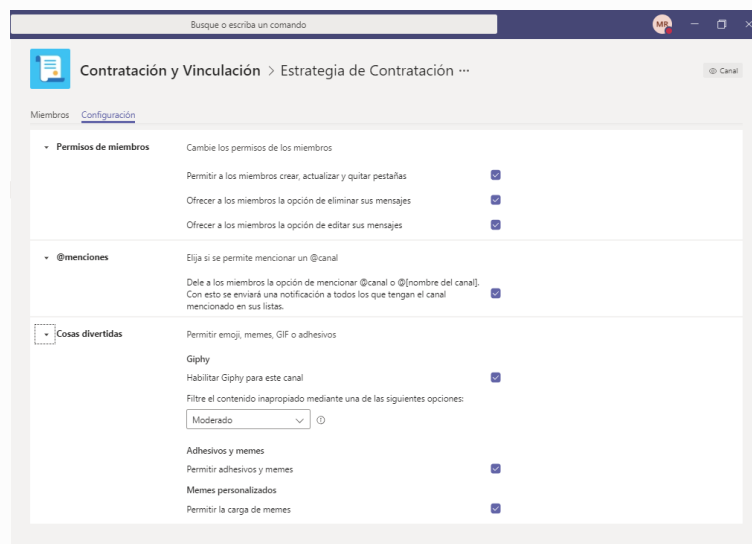 Busque o escriba un comando
MR
Contratación y Vinculación > Estrategia de Contratación ···
Canal
Miembros Configuración
Permisos de miembros Cambie los permisos de los miembros
Permitir a los miembros crear, actualizar y quitar pestañas
Ofrecer a los miembros la opción de eliminar sus mensajes
Ofrecer a los miembros la opción de editar sus mensajes
@menciones Elija si se permite mencionar un @canal
Dele a los miembros la opción de mencionar @canal o @[nombre del canal].
Con esto se enviará una notificación a todos los que tengan el canal
mencionado en sus listas.
Cosas divertidas Permitir emoji, memes, GIF o adhesivos
Giphy
Habilitar Giphy para este canal
Filtre el contenido inapropiado mediante una de las siguientes opciones:
Moderado
Adhesivos y memes
Permitir adhesivos y memes
Memes personalizados
Permitir la carga de memes